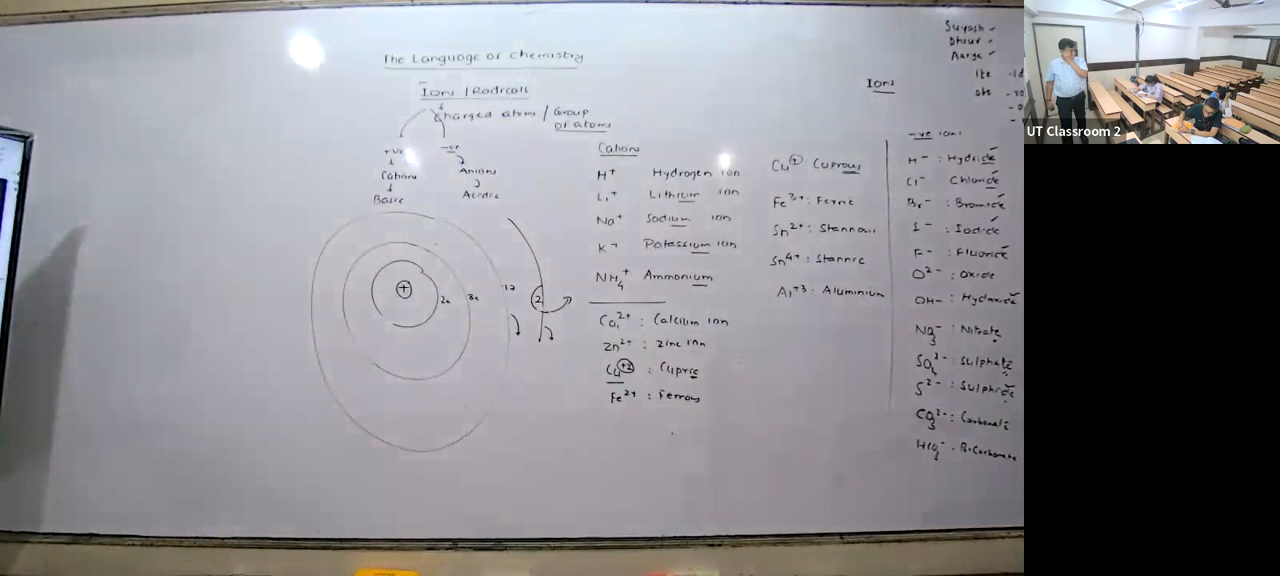 The Language of Chemistry
Ions / Radicals
Charged atoms / Group
of atoms
+ve
-ve
Cations
Anions
Basic
Acidic
+
2e
2
Cations
H+ Hydrogen ion
Li+ Lithium ion
Na+ Sodium ion
K+ Potassium ion
NH4+ Ammonium
Ca2+ : Calcium ion
Zn2+ : Zinc ion
Cu+2 : Cupric
Fe2+ : Ferrous
Cu+ Cuprous
Fe3+ : Ferric
Sn2+ : Stannous
Sn4+ : Stannic
Al+3 : Aluminium
Ions
Suyash
-ve ions
H- : Hydride
Cl- Chloride
Br- : Bromide
I- : Iodide
F- : Fluoride
O2- : Oxide
OH- : Hydroxide
NO3- : Nitrate
SO42- : Sulphate
S2- : Sulphide
CO32- : Carbonate
HCO3- : BiCarbonate
UT Classroom 2